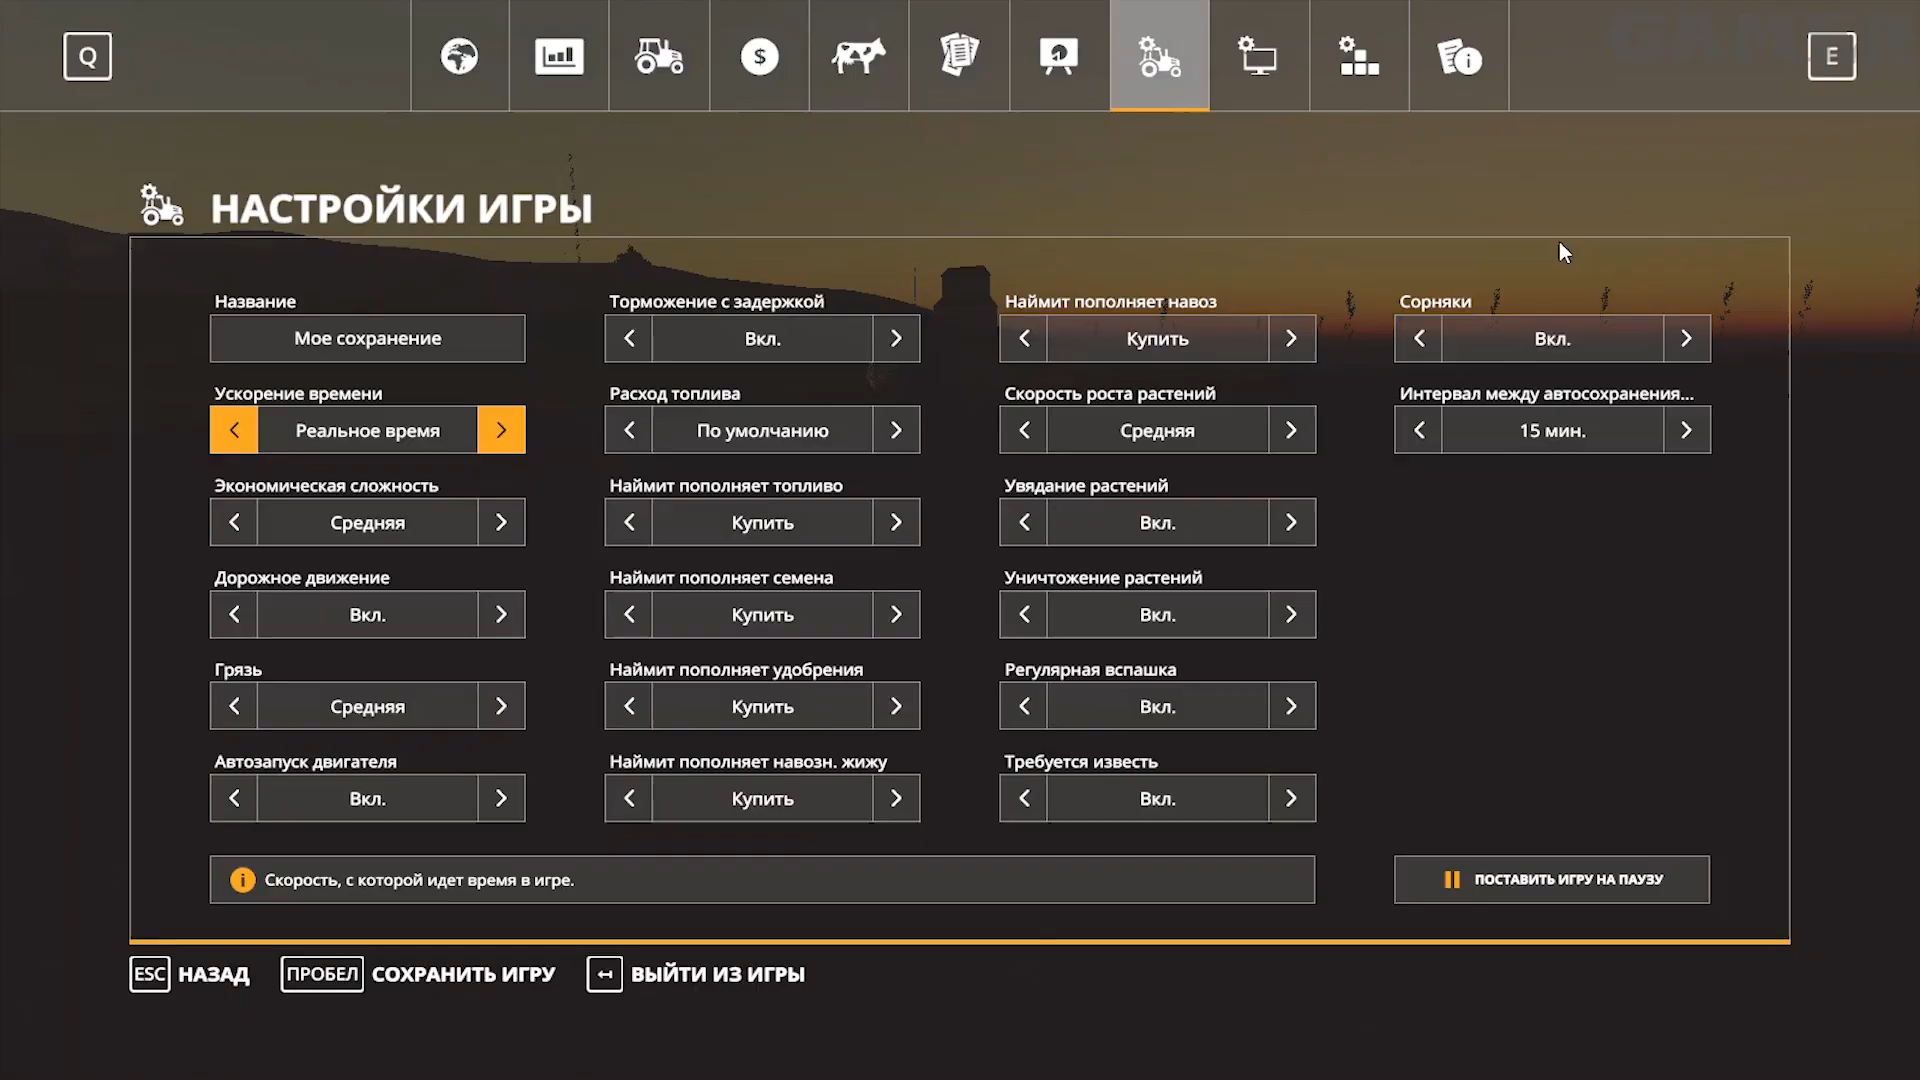 Q
E
НАСТРОЙКИ ИГРЫ
Название
Мое сохранение
Ускорение времени
Реальное время
Экономическая сложность
Средняя
Дорожное движение
Вкл.
Грязь
Средняя
Автозапуск двигателя
Вкл.
Торможение с задержкой
Вкл.
Расход топлива
По умолчанию
Наймит пополняет топливо
Купить
Наймит пополняет семена
Купить
Наймит пополняет удобрения
Купить
Наймит пополняет навозн. жижу
Купить
Наймит пополняет навоз
Купить
Скорость роста растений
Средняя
Увядание растений
Вкл.
Уничтожение растений
Вкл.
Регулярная вспашка
Вкл.
Требуется известь
Вкл.
Сорняки
Вкл.
Интервал между автосохранения...
15 мин.
Скорость, с которой идет время в игре.
ПОСТАВИТЬ ИГРУ НА ПАУЗУ
ESC НАЗАД ПРОБЕЛ СОХРАНИТЬ ИГРУ ВЫЙТИ ИЗ ИГРЫ